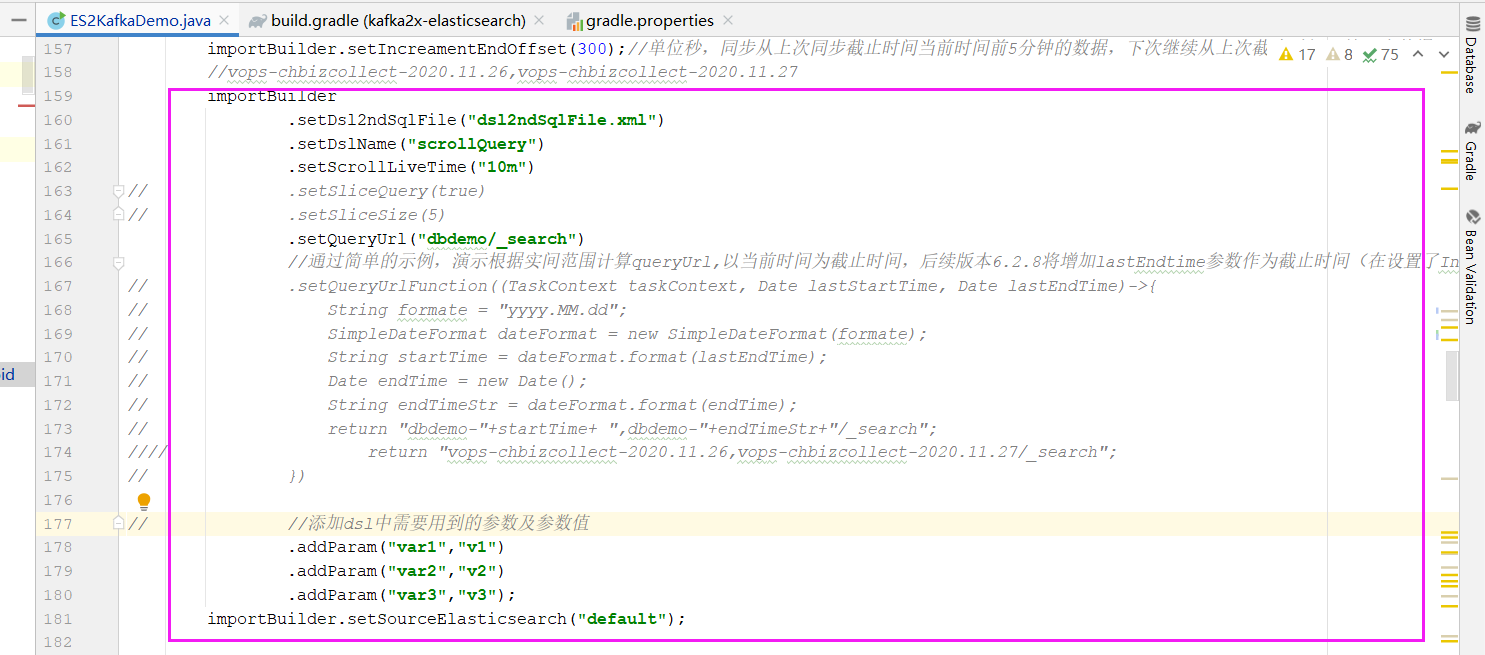 ES2KafkaDemo.java
build.gradle (kafka2x-elasticsearch)
gradle.properties
157 importBuilder.setIncreamentEndOffset(300);//单位秒，同步从上次同步截止时间当前时间前5分钟的数据，下次继续从上次截
17 8 75
158 //vops-chbizcollect-2020.11.26,vops-chbizcollect-2020.11.27
159 importBuilder
160 .setDsl2ndSqlFile("dsl2ndSqlFile.xml")
161 .setDslName("scrollQuery")
162 .setScrollLiveTime("10m")
163 // .setSliceQuery(true)
164 // .setSliceSize(5)
165 .setQueryUrl("dbdemo/_search")
166 //通过简单的示例，演示根据实间范围计算queryUrl,以当前时间为截止时间，后续版本6.2.8将增加lastEndtime参数作为截止时间（在设置了In
167 // .setQueryUrlFunction((TaskContext taskContext, Date lastStartTime, Date lastEndTime)->{
168 // String formate = "yyyy.MM.dd";
169 // SimpleDateFormat dateFormat = new SimpleDateFormat(formate);
170 // String startTime = dateFormat.format(lastEndTime);
171 // Date endTime = new Date();
172 // String endTimeStr = dateFormat.format(endTime);
173 // return "dbdemo-"+startTime+ ",dbdemo-"+endTimeStr+"/_search";
174 //// return "vops-chbizcollect-2020.11.26,vops-chbizcollect-2020.11.27/_search";
175 // })
176
177 // //添加dsl中需要用到的参数及参数值
178 .addParam("var1","v1")
179 .addParam("var2","v2")
180 .addParam("var3","v3");
181 importBuilder.setSourceElasticsearch("default");
182
id
Database
Gradle
Bean Validation